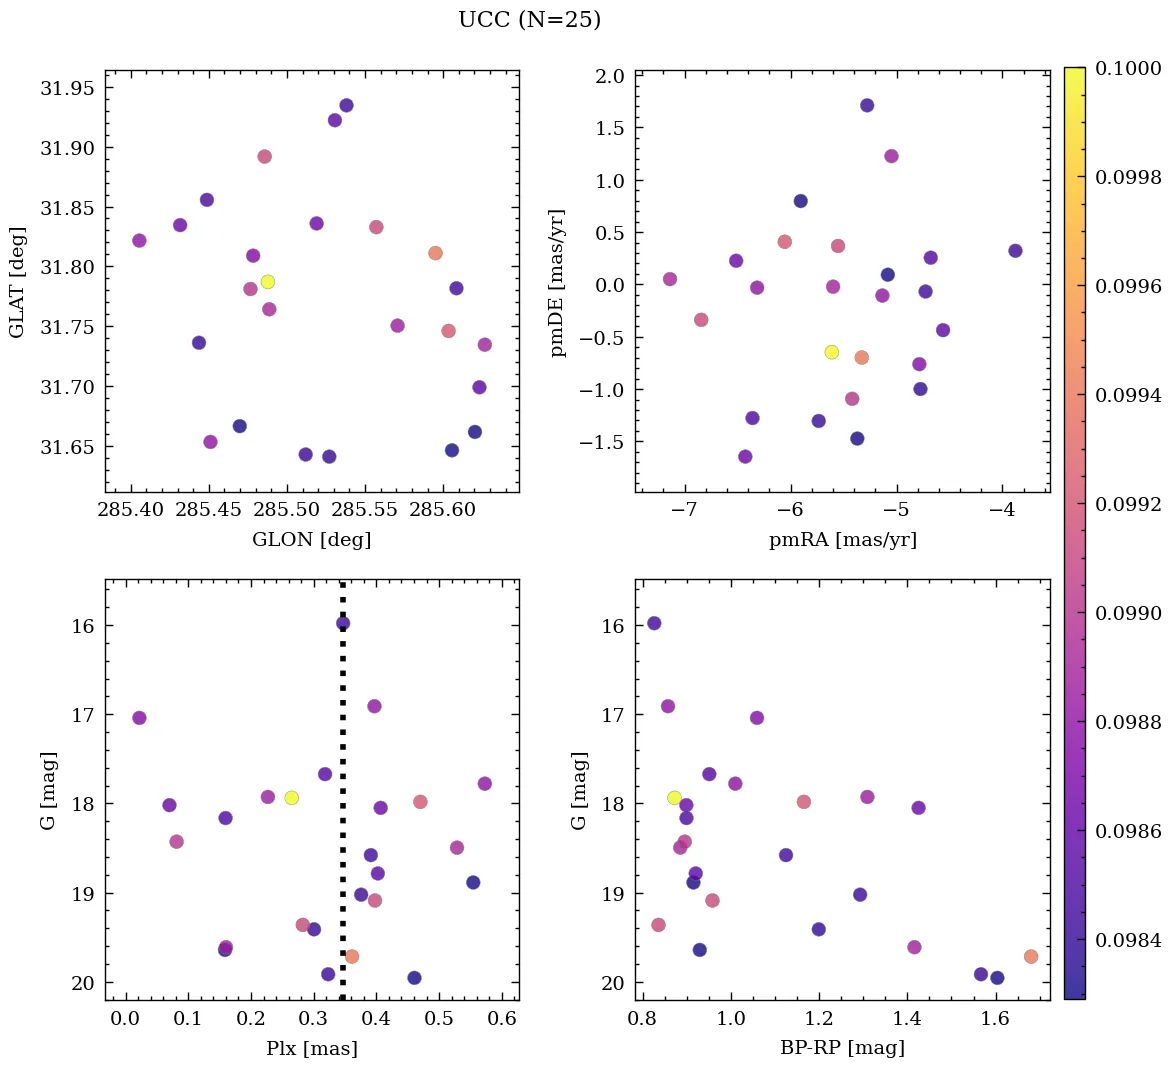 UCC (N=25)
31.95
31.90
31.85
31.80
31.75
31.70
31.65
GLAT [deg]
285.40 285.45 285.50 285.55 285.60
GLON [deg]
2.0
1.5
1.0
0.5
0.0
−0.5
−1.0
−1.5
pmDE [mas/yr]
−7 −6 −5 −4
pmRA [mas/yr]
0.1000
0.0998
0.0996
0.0994
0.0992
0.0990
0.0988
0.0986
0.0984
16
17
18
19
20
G [mag]
0.0 0.1 0.2 0.3 0.4 0.5 0.6
Plx [mas]
16
17
18
19
20
G [mag]
0.8 1.0 1.2 1.4 1.6
BP-RP [mag]